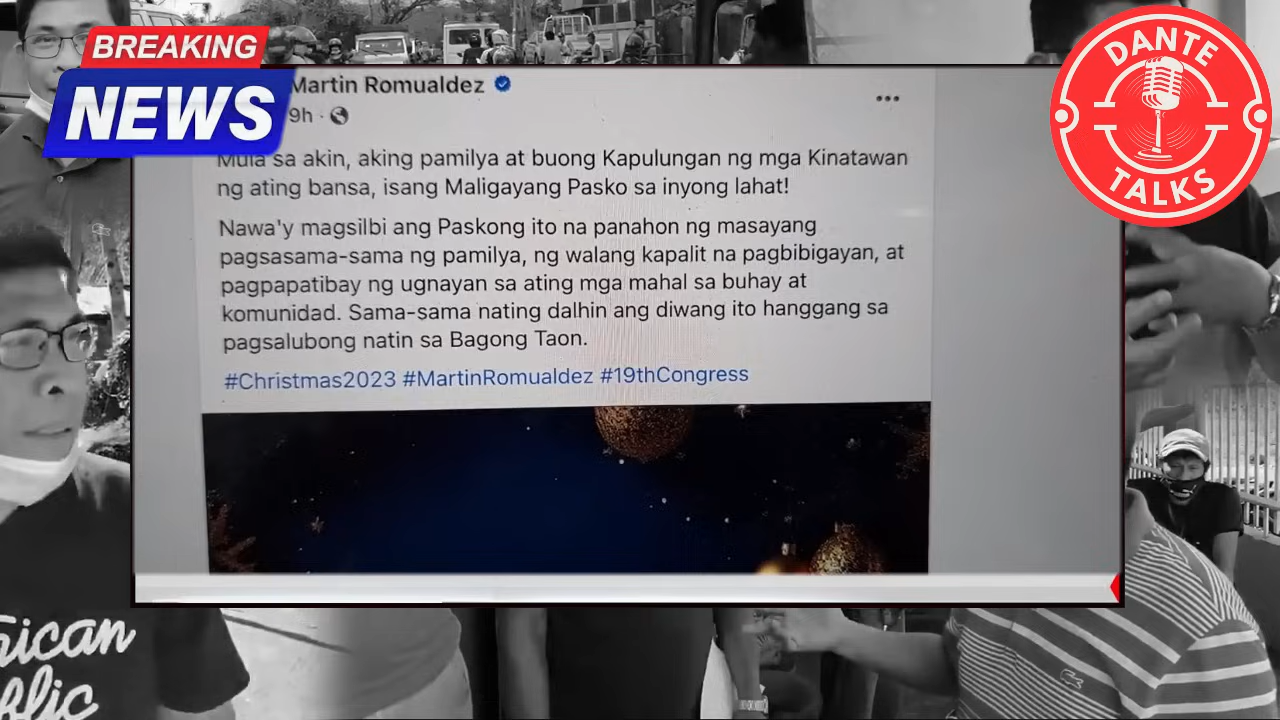 BREAKING
NEWS
DANTE
TALKS
Martin Romualdez
9h
Mula sa akin, aking pamilya at buong Kapulungan ng mga Kinatawan
ng ating bansa, isang Maligayang Pasko sa inyong lahat!
Nawa'y magsilbi ang Paskong ito na panahon ng masayang
pagsasama-sama ng pamilya, ng walang kapalit na pagbibigayan, at
pagpapatibay ng ugnayan sa ating mga mahal sa buhay at
komunidad. Sama-sama nating dalhin ang diwang ito hanggang sa
pagsalubong natin sa Bagong Taon.
#Christmas2023 #MartinRomualdez #19thCongress